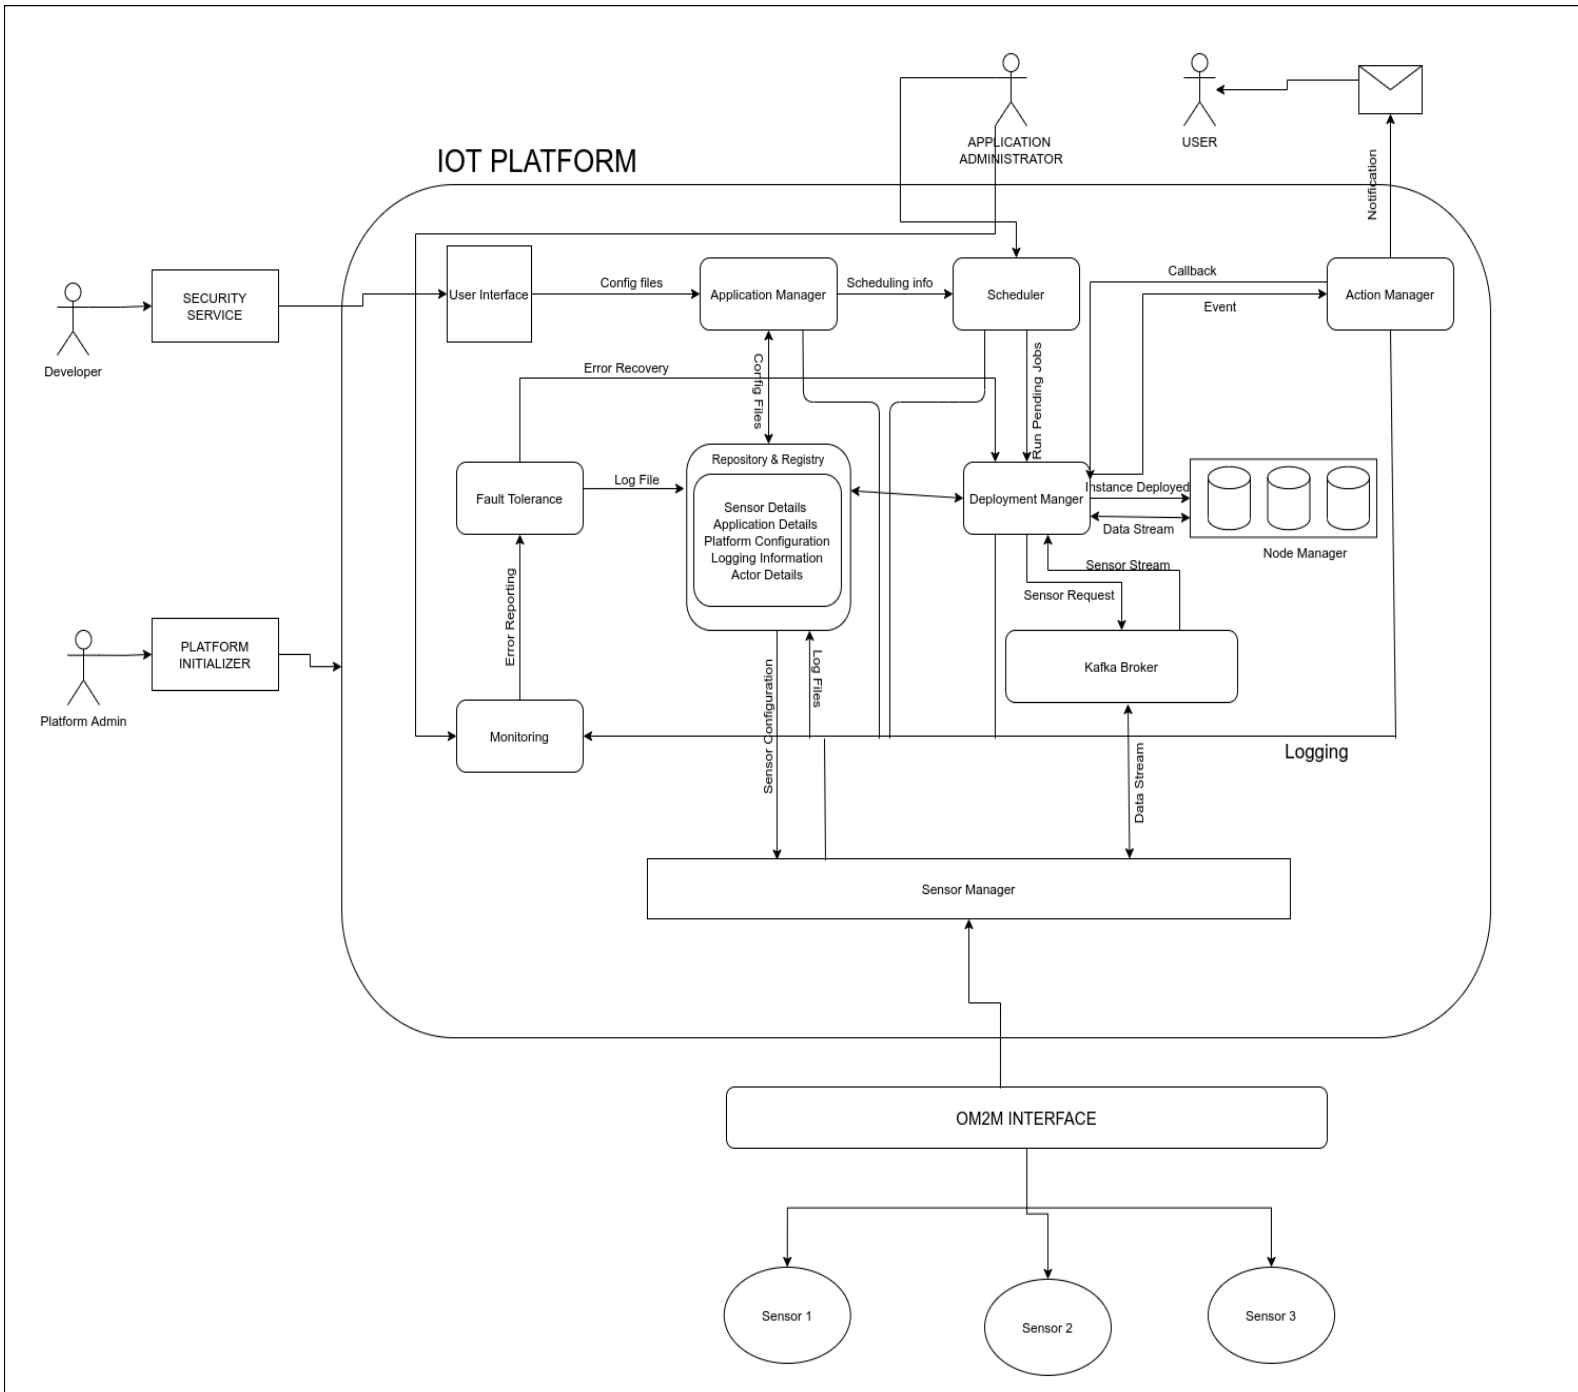 APPLICATION
ADMINISTRATOR
USER
IOT PLATFORM
Notification
Developer
SECURITY
SERVICE
User Interface
Config files
Application Manager
Scheduling info
Scheduler
Callback
Event
Action Manager
Error Recovery
Config Files
Run Pending Jobs
Fault Tolerance
Log File
Repository & Registry
Sensor Details
Application Details
Platform Configuration
Logging Information
Actor Details
Deployment Manger
Instance Deployed
Data Stream
Node Manager
Sensor Stream
Sensor Request
Error Reporting
Platform Admin
PLATFORM
INITIALIZER
Kafka Broker
Sensor Configuration
Log Files
Monitoring
Logging
Data Stream
Sensor Manager
OM2M INTERFACE
Sensor 1
Sensor 2
Sensor 3